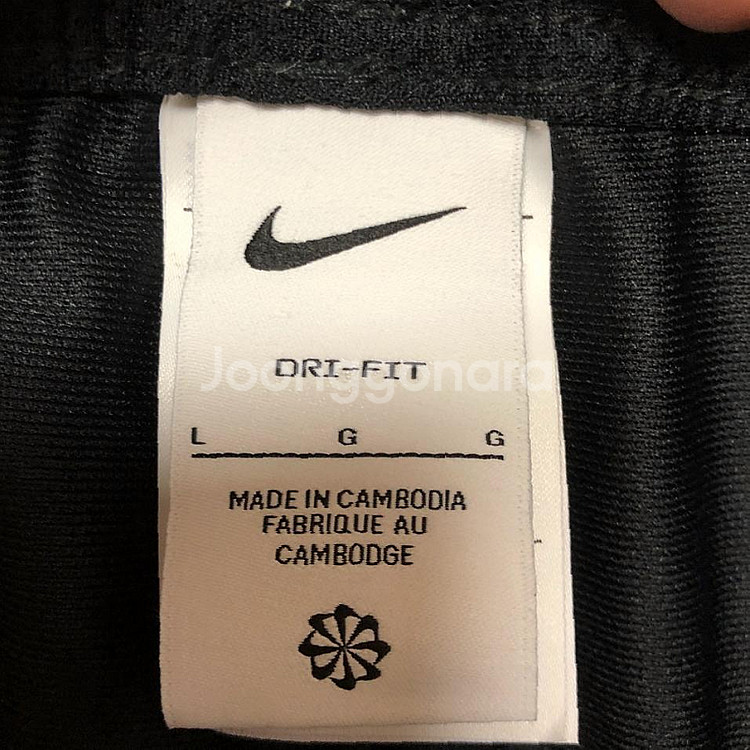 DRI-FIT
Joonggonara
L G G
MADE IN CAMBODIA
FABRIQUE AU
CAMBODGE